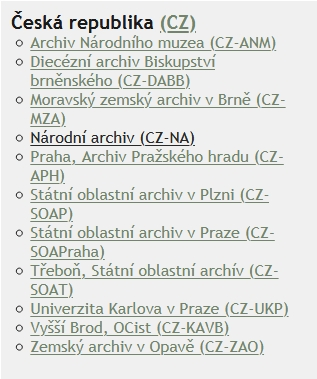 Česká republika (CZ)
Archiv Národního muzea (CZ-ANM)
Diecézní archiv Biskupství
brněnského (CZ-DABB)
Moravský zemský archiv v Brně (CZ-
MZA)
Národní archiv (CZ-NA)
Praha, Archiv Pražského hradu (CZ-
APH)
Státní oblastní archiv v Plzni (CZ-
SOAP)
Státní oblastní archiv v Praze (CZ-
SOAPraha)
Třeboň, Státní oblastní archív (CZ-
SOAT)
Univerzita Karlova v Praze (CZ-UKP)
Vyšší Brod, OCist (CZ-KAVB)
Zemský archiv v Opavě (CZ-ZAO)